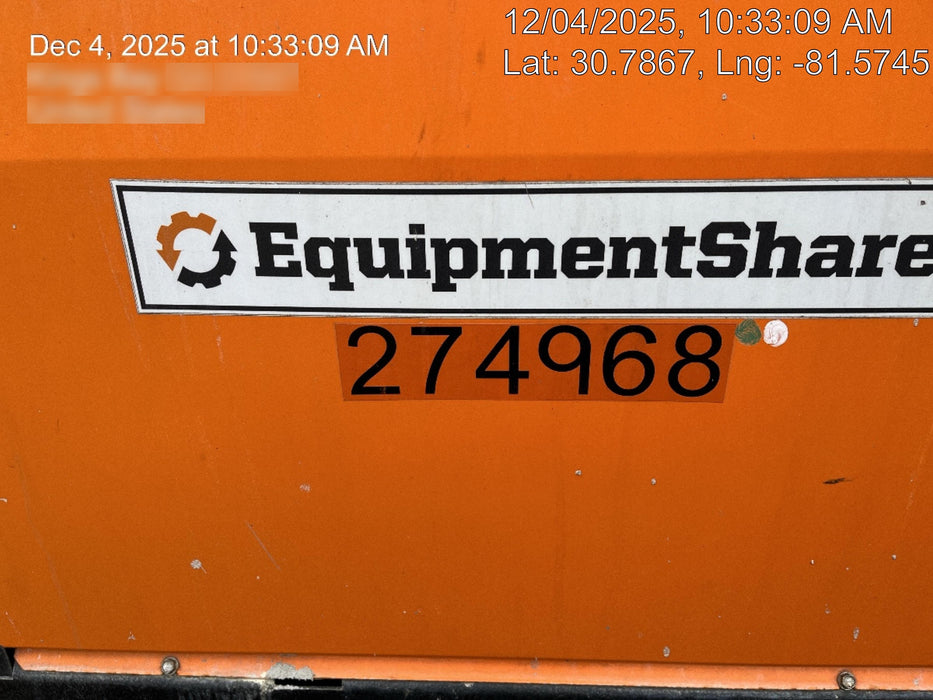 Dec 4, 2025 at 10:33:09 AM
12/04/2025, 10:33:09 AM
Lat: 30.7867, Lng: -81.5745
EquipmentShare
274968